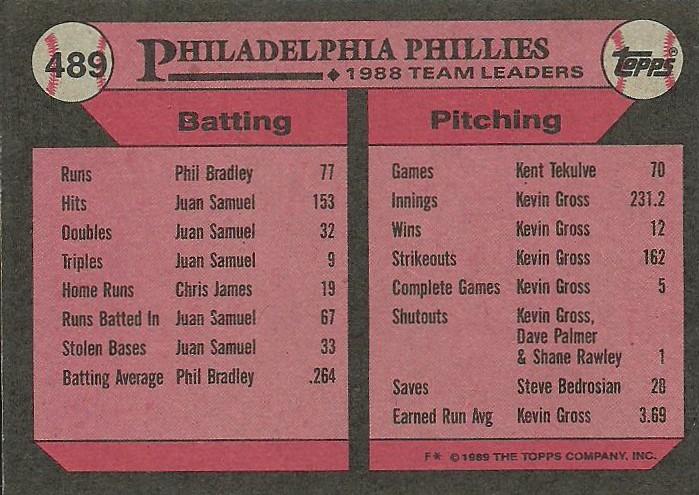 489
PHILADELPHIA PHILLIES
1988 TEAM LEADERS
TOPPS®
Batting
Runs Phil Bradley 77
Hits Juan Samuel 153
Doubles Juan Samuel 32
Triples Juan Samuel 9
Home Runs Chris James 19
Runs Batted In Juan Samuel 67
Stolen Bases Juan Samuel 33
Batting Average Phil Bradley .264
Pitching
Games Kent Tekulve 70
Innings Kevin Gross 231.2
Wins Kevin Gross 12
Strikeouts Kevin Gross 162
Complete Games Kevin Gross 5
Shutouts Kevin Gross,
Dave Palmer
& Shane Rawley 1
Saves Steve Bedrosian 28
Earned Run Avg Kevin Gross 3.69
F* © 1989 THE TOPPS COMPANY, INC.